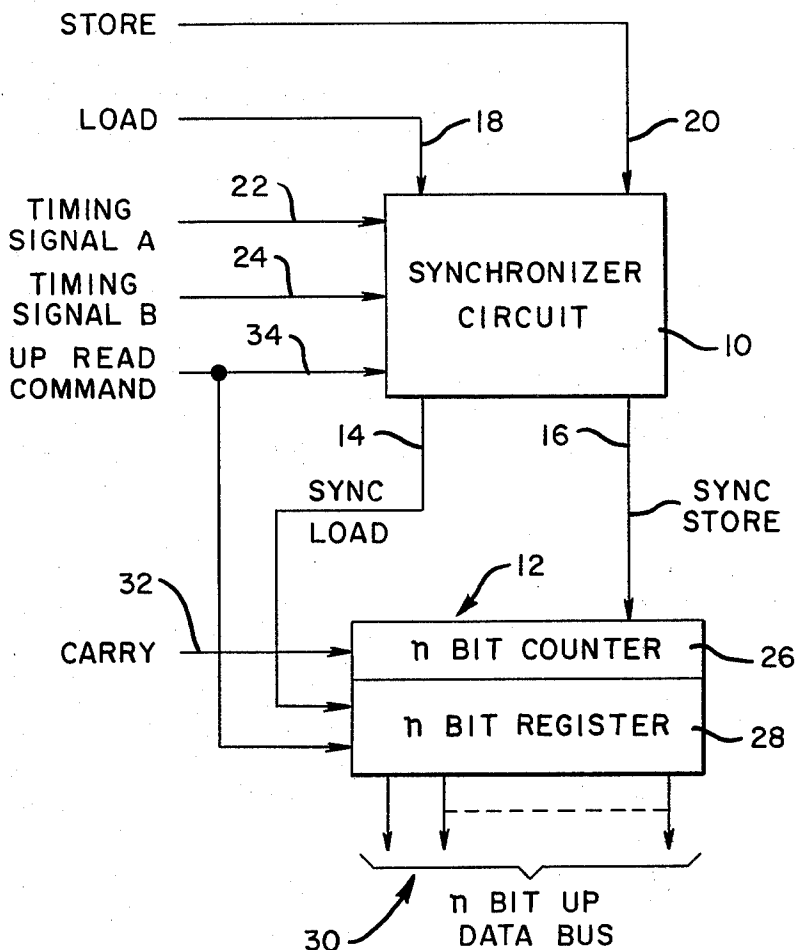 STORE
LOAD
18
20
22
TIMING
SIGNAL A
24
TIMING
SIGNAL B
SYNCHRONIZER
CIRCUIT
34
UP READ
COMMAND
10
14
16
SYNC
LOAD
SYNC
STORE
12
32
CARRY
n BIT COUNTER
26
n BIT REGISTER
28
30
n BIT UP
DATA BUS